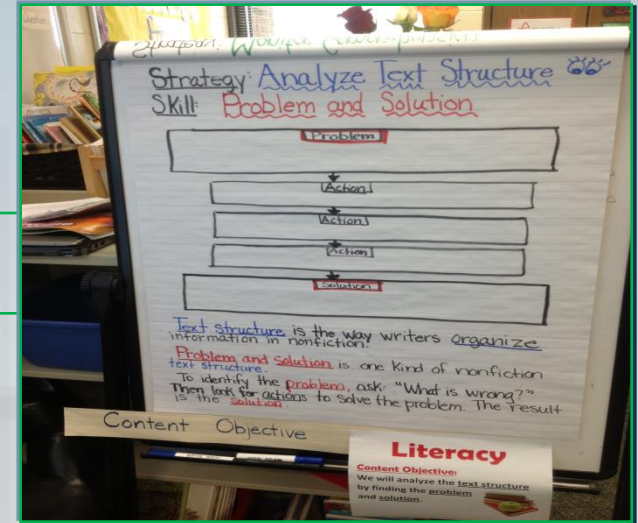 Strategy: Analyze Text Structure
Skill: Problem and Solution
Problem
Action
Action
Action
Solution
Text structure is the way writers organize
information in nonfiction.
Problem and solution is one kind of nonfiction
text structure.
To identify the problem, ask: "What is wrong?"
Then look for actions to solve the problem. The result
is the solution.
Content Objective
Literacy
Content Objective:
We will analyze the text structure
by finding the problem
and solution.